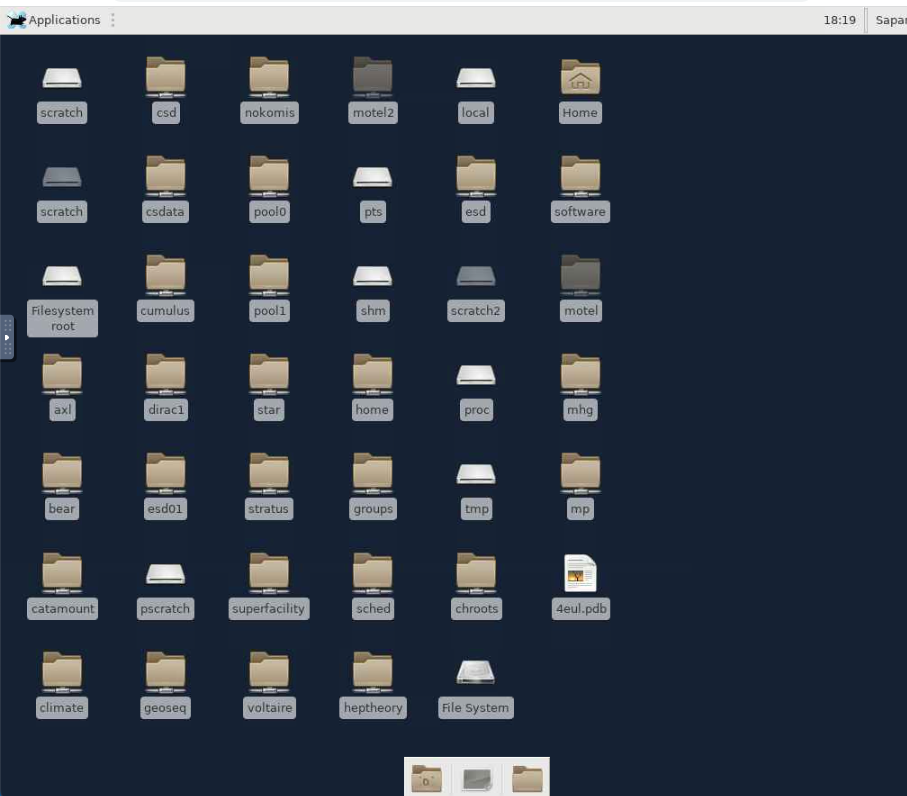 Applications
18:19
Sapar
scratch
csd
nokomis
motel2
local
Home
scratch
csdata
pool0
pts
esd
software
Filesystem
root
cumulus
pool1
shm
scratch2
motel
axl
dirac1
star
home
proc
mhg
bear
esd01
stratus
groups
tmp
mp
catamount
pscratch
superfacility
sched
chroots
4eul.pdb
climate
geoseq
voltaire
heptheory
File System